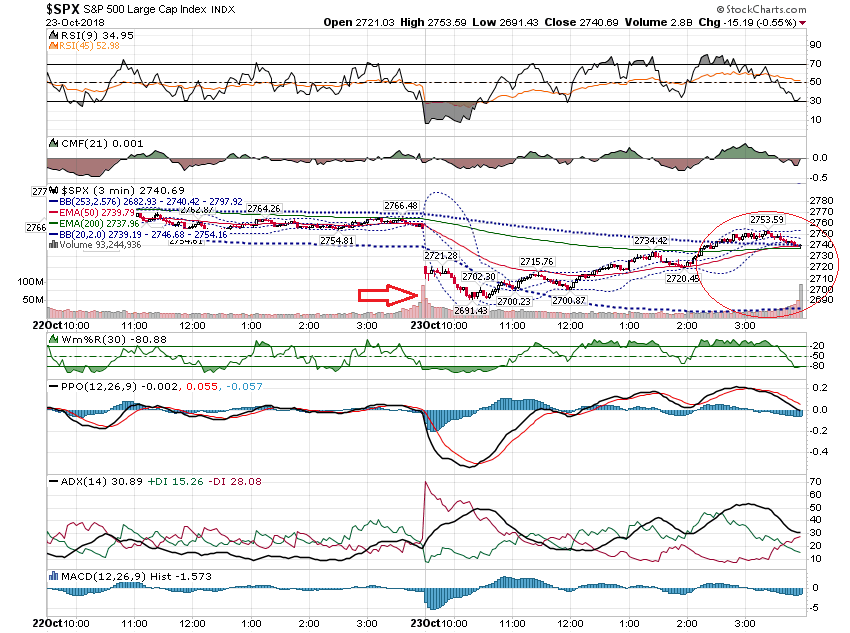 $SPX S&P 500 Large Cap Index INDX
© StockCharts.com
23-Oct-2018
Open 2721.03 High 2753.59 Low 2691.43 Close 2740.69 Volume 2.8B Chg -15.19 (-0.55%)
RSI(9) 34.95
RSI(45) 52.98
90
70
50
30
10
CMF(21) 0.001
0.0
-0.5
$SPX (3 min) 2740.69
BB(253,2.576) 2682.93 - 2740.42 - 2797.92
EMA(50) 2739.79
EMA(200) 2737.96
BB(20,2.0) 2739.19 - 2746.68 - 2754.16
Volume 93,244,936
2764.26
2766.48
2754.81
2721.28
2702.30
2691.43
2715.76
2700.23
2700.87
2734.42
2720.45
2753.59
2780
2770
2760
2750
2740
2730
2720
2710
2700
2690
100M
50M
22Oct 10:00 11:00 12:00 1:00 2:00 3:00 23Oct 10:00 11:00 12:00 1:00 2:00 3:00
Wm%R(30) -80.88
-20
-50
-80
PPO(12,26,9) -0.002, 0.055, -0.057
0.2
0.0
-0.2
-0.4
ADX(14) 30.89 +DI 15.26 -DI 28.08
70
60
50
40
30
20
10
MACD(12,26,9) Hist -1.573
0
-5
22Oct 10:00 11:00 12:00 1:00 2:00 3:00 23Oct 10:00 11:00 12:00 1:00 2:00 3:00